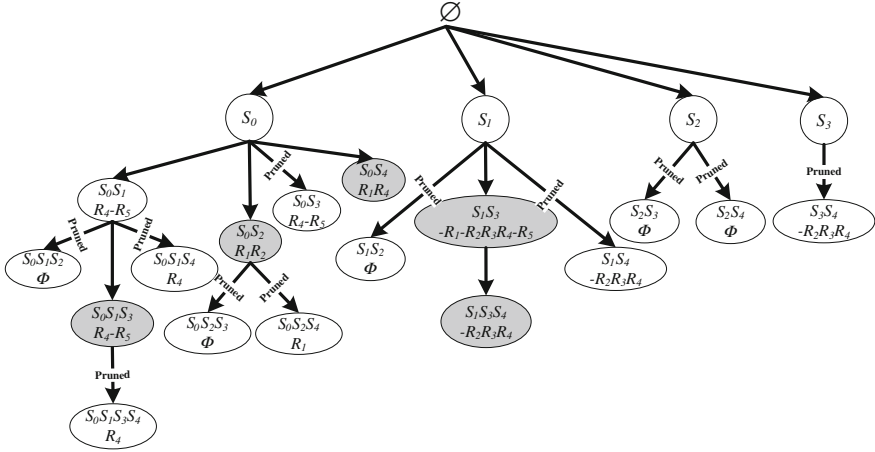 ∅
S₀
S₁
S₂
S₃
Pruned
S₀S₁
R₄-R₅
S₀S₂
R₁R₂
S₀S₃
R₄-R₅
S₀S₄
R₁R₄
Pruned
Pruned
S₁S₂
Φ
S₁S₃
-R₁-R₂R₃R₄-R₅
S₁S₄
-R₂R₃R₄
Pruned
Pruned
S₂S₃
Φ
S₂S₄
Φ
Pruned
S₃S₄
-R₂R₃R₄
Pruned
Pruned
S₀S₁S₂
Φ
S₀S₁S₃
R₄-R₅
S₀S₁S₄
R₄
Pruned
Pruned
S₀S₂S₃
Φ
S₀S₂S₄
R₁
S₁S₃S₄
-R₂R₃R₄
Pruned
S₀S₁S₃S₄
R₄